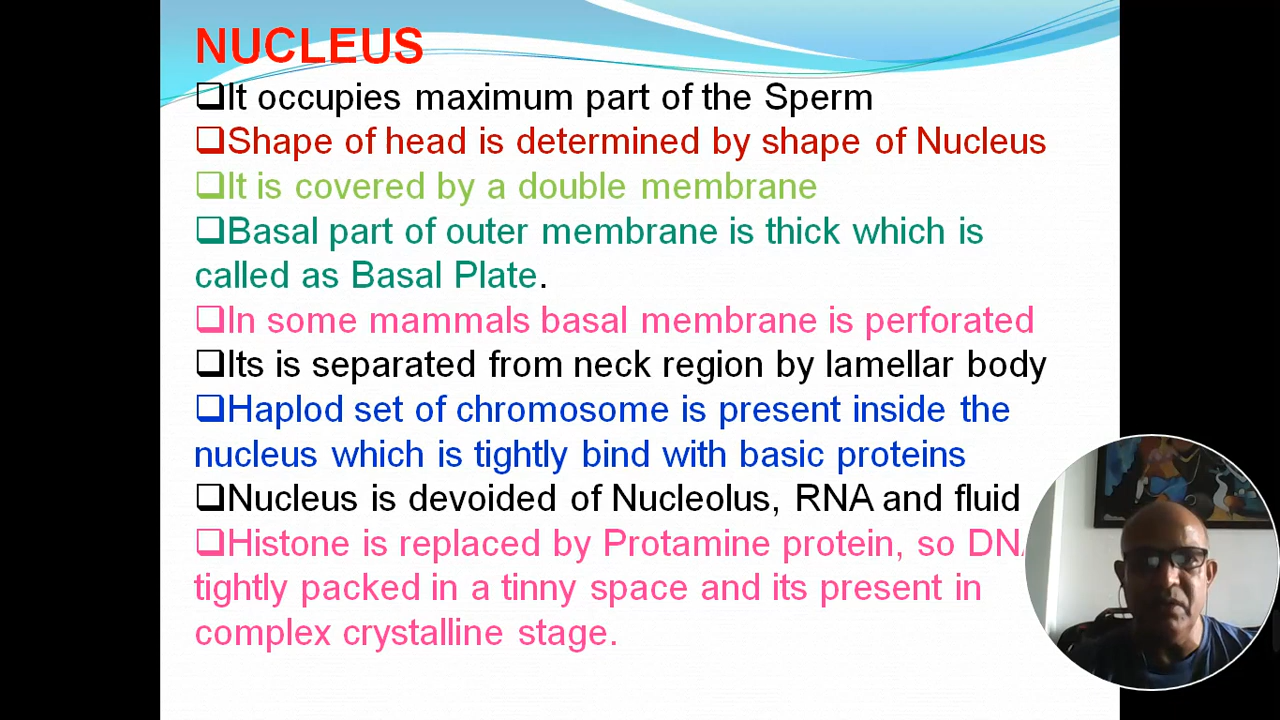 NUCLEUS
❑It occupies maximum part of the Sperm
❑Shape of head is determined by shape of Nucleus
❑It is covered by a double membrane
❑Basal part of outer membrane is thick which is
called as Basal Plate.
❑In some mammals basal membrane is perforated
❑Its is separated from neck region by lamellar body
❑Haplod set of chromosome is present inside the
nucleus which is tightly bind with basic proteins
❑Nucleus is devoided of Nucleolus, RNA and fluid
❑Histone is replaced by Protamine protein, so DNA
tightly packed in a tinny space and its present in
complex crystalline stage.